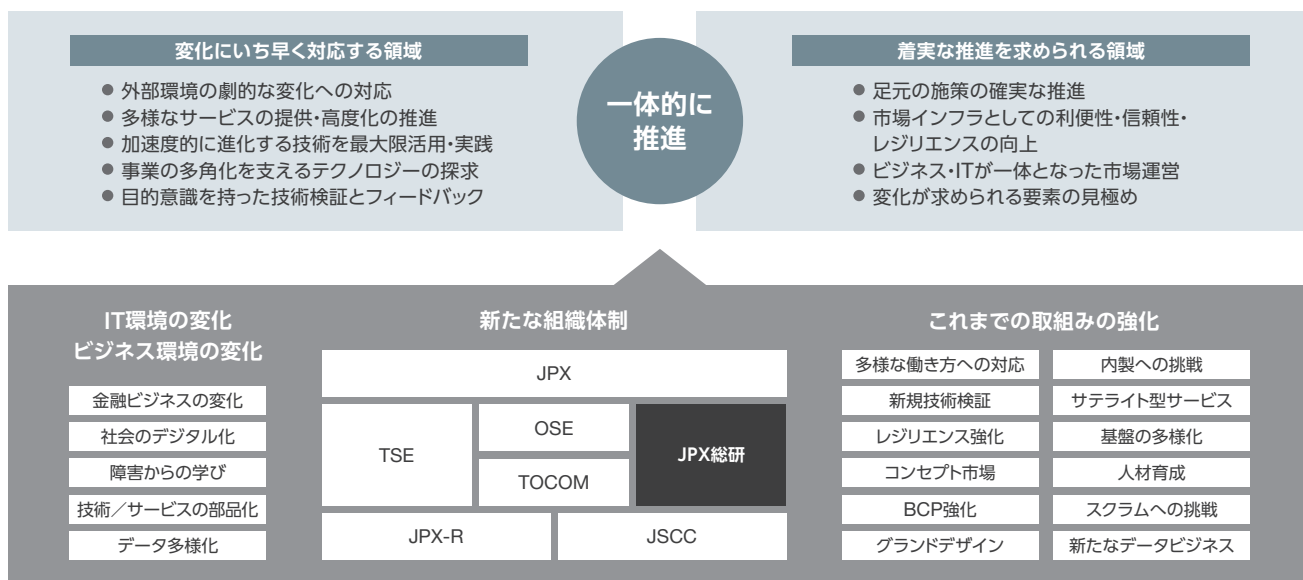 変化にいち早く対応する領域
● 外部環境の劇的な変化への対応
● 多様なサービスの提供・高度化の推進
● 加速度的に進化する技術を最大限活用・実践
● 事業の多角化を支えるテクノロジーの探求
● 目的意識を持った技術検証とフィードバック
一体的に
推進
着実な推進を求められる領域
● 足元の施策の確実な推進
● 市場インフラとしての利便性・信頼性・
レジリエンスの向上
● ビジネス・ITが一体となった市場運営
● 変化が求められる要素の見極め
IT環境の変化
ビジネス環境の変化
金融ビジネスの変化
社会のデジタル化
障害からの学び
技術／サービスの部品化
データ多様化
新たな組織体制
JPX
TSE
OSE
TOCOM
JPX総研
JPX-R
JSCC
これまでの取組みの強化
多様な働き方への対応
内製への挑戦
新規技術検証
サテライト型サービス
レジリエンス強化
基盤の多様化
コンセプト市場
人材育成
BCP強化
スクラムへの挑戦
グランドデザイン
新たなデータビジネス